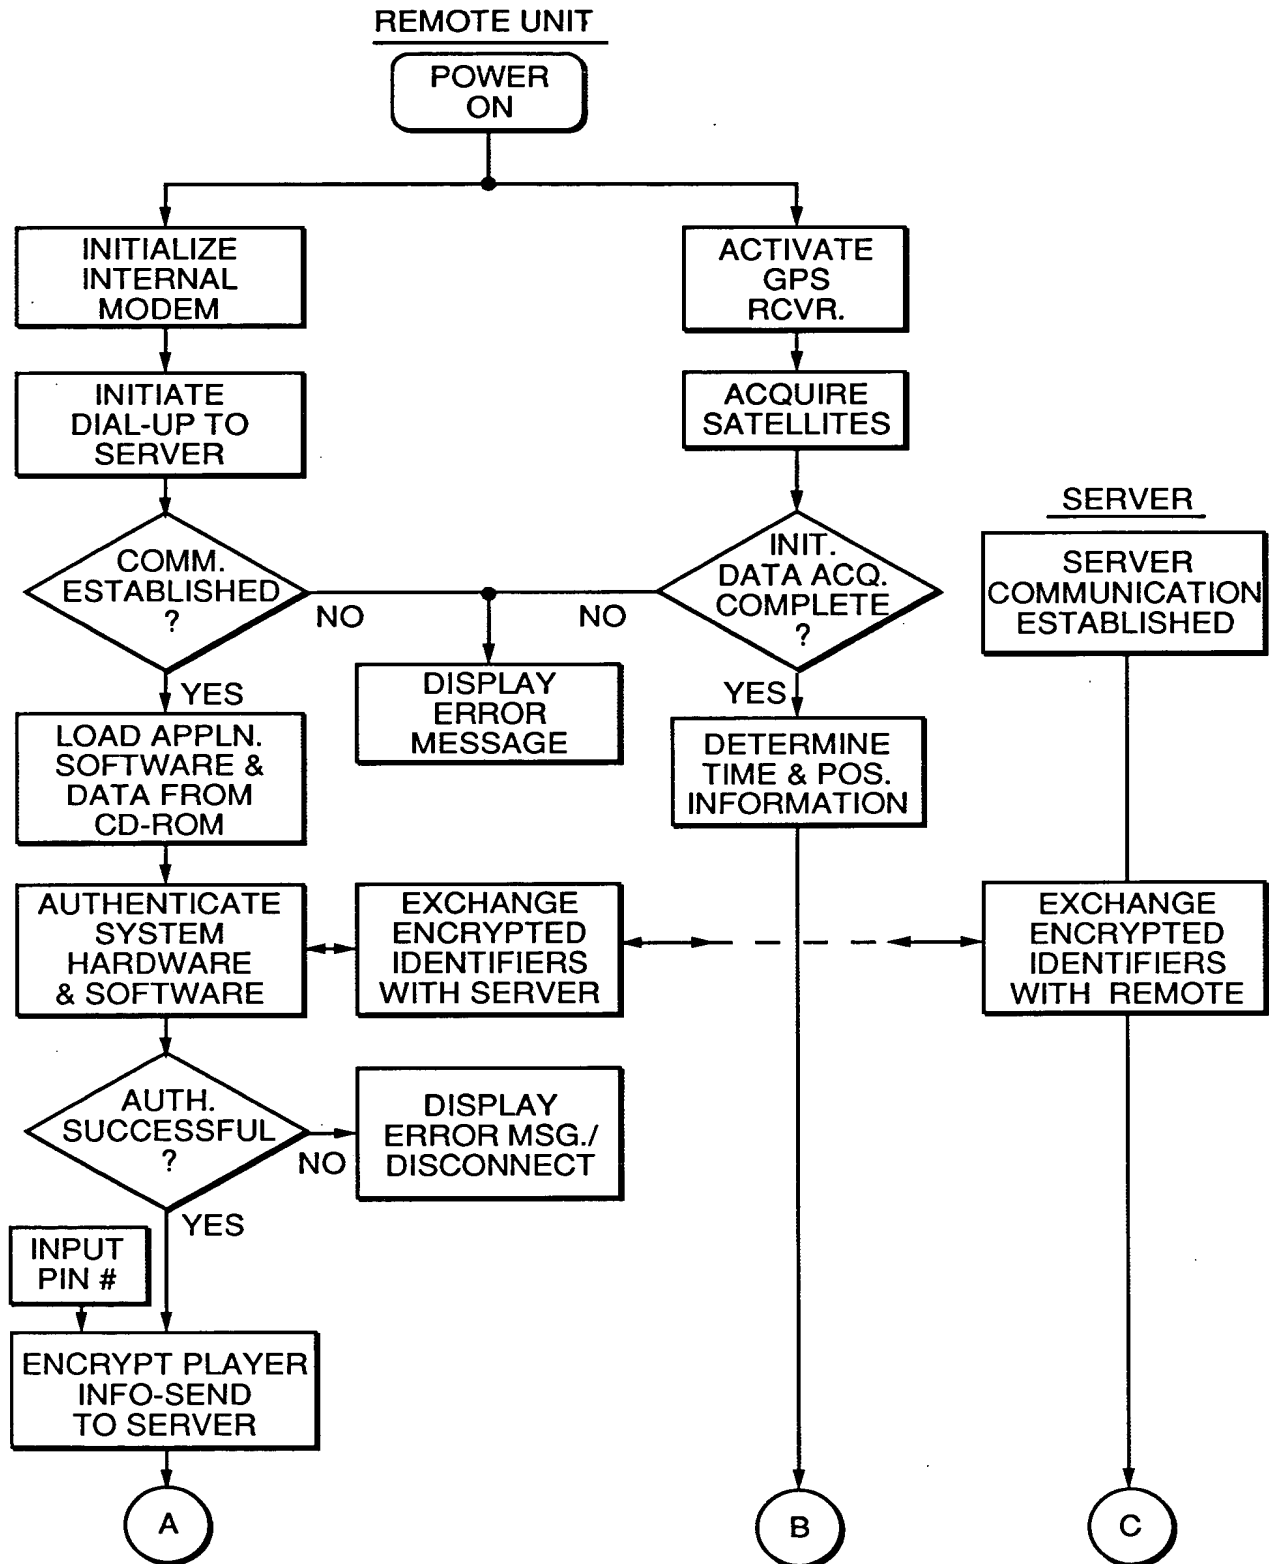 REMOTE UNIT
POWER
ON
INITIALIZE
INTERNAL
MODEM
ACTIVATE
GPS
RCVR.
INITIATE
DIAL-UP TO
SERVER
ACQUIRE
SATELLITES
COMM.
ESTABLISHED
?
NO
NO
INIT.
DATA ACQ.
COMPLETE
?
SERVER
SERVER
COMMUNICATION
ESTABLISHED
YES
DISPLAY
ERROR
MESSAGE
YES
LOAD APPLN.
SOFTWARE &
DATA FROM
CD-ROM
DETERMINE
TIME & POS.
INFORMATION
AUTHENTICATE
SYSTEM
HARDWARE
& SOFTWARE
EXCHANGE
ENCRYPTED
IDENTIFIERS
WITH SERVER
EXCHANGE
ENCRYPTED
IDENTIFIERS
WITH REMOTE
AUTH.
SUCCESSFUL
?
NO
DISPLAY
ERROR MSG./
DISCONNECT
YES
INPUT
PIN #
ENCRYPT PLAYER
INFO-SEND
TO SERVER
A
B
C